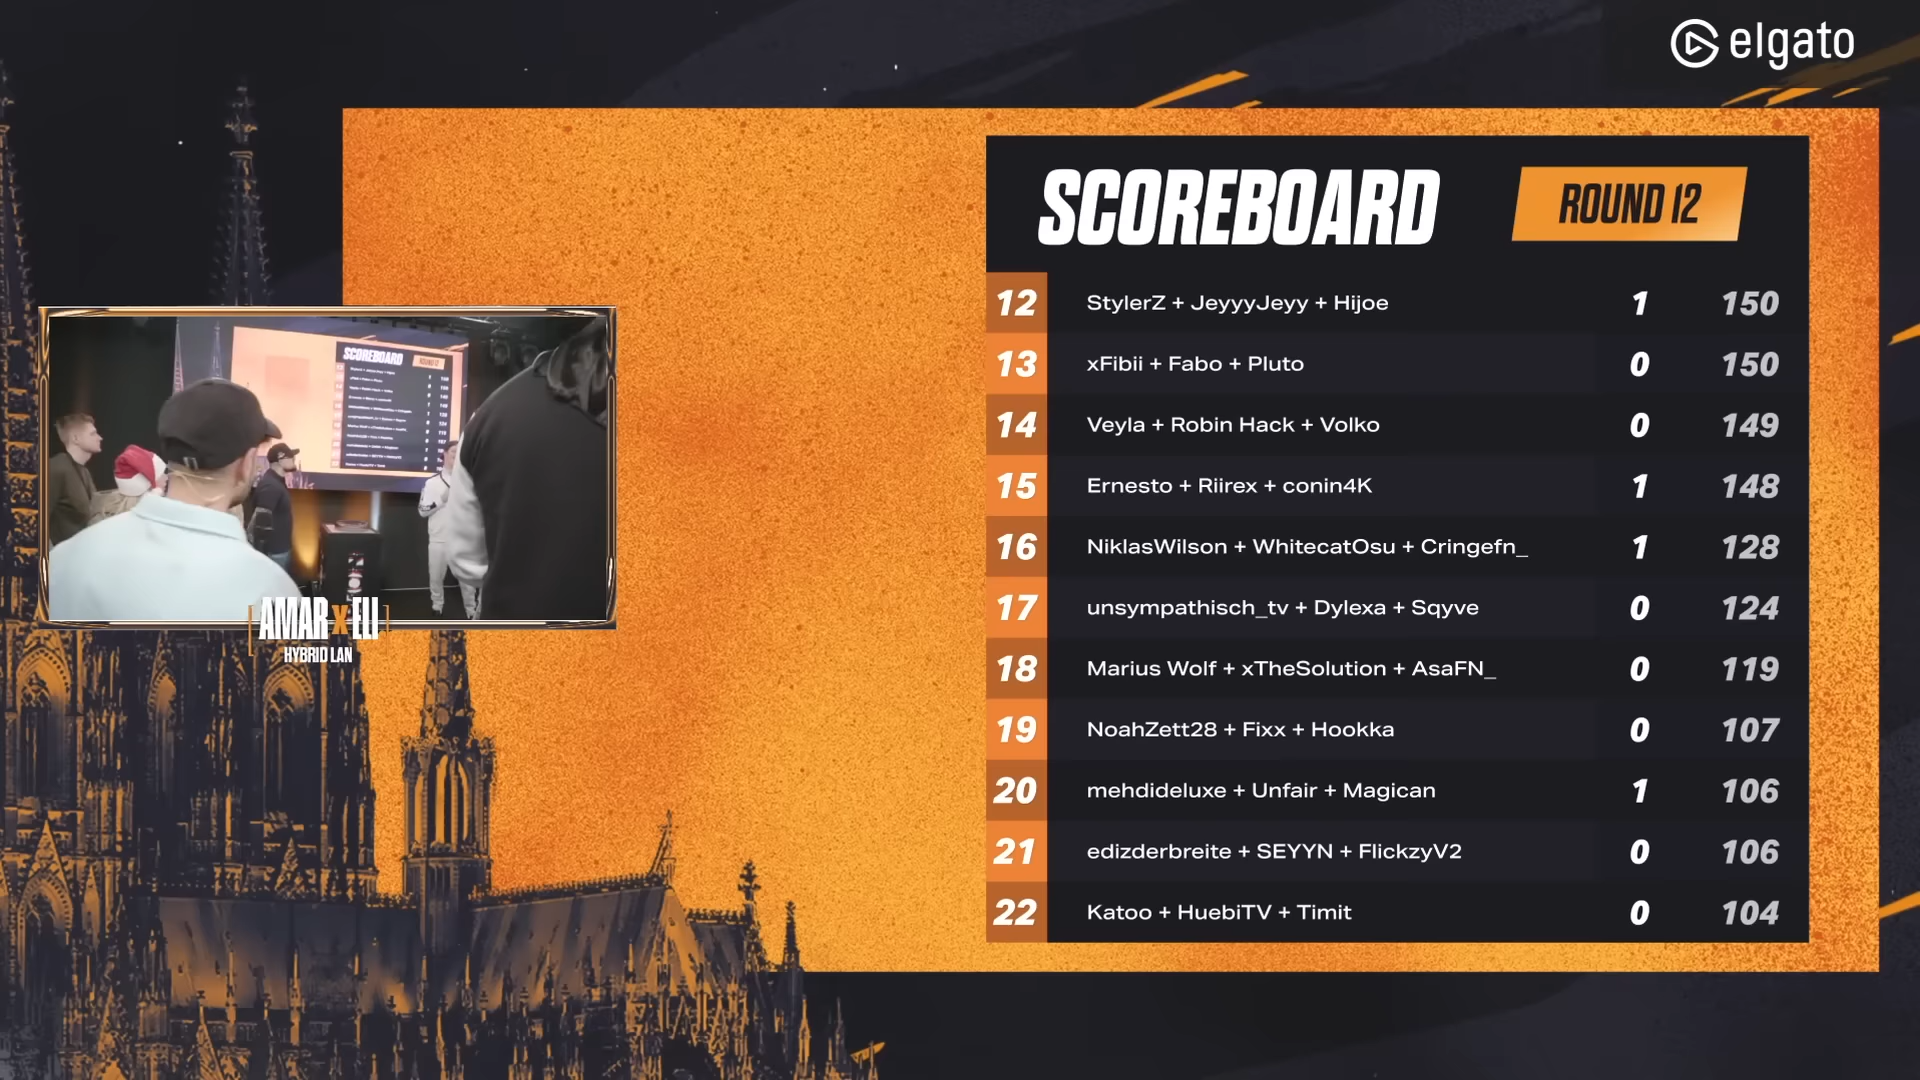 elgato
SCOREBOARD ROUND 12
12 StylerZ + JeyyyJeyy + Hijoe 1 150
13 xFibii + Fabo + Pluto 0 150
14 Veyla + Robin Hack + Volko 0 149
15 Ernesto + Riirex + conin4K 1 148
16 NiklasWilson + WhitecatOsu + Cringefn_ 1 128
17 unsympathisch_tv + Dylexa + Sqyve 0 124
18 Marius Wolf + xTheSolution + AsaFN_ 0 119
19 NoahZett28 + Fixx + Hookka 0 107
20 mehdideluxe + Unfair + Magican 1 106
21 edizderbreite + SEYYN + FlickzyV2 0 106
22 Katoo + HuebiTV + Timit 0 104
SCOREBOARD ROUND 12
[AMAR x ELI]
HYBRID LAN